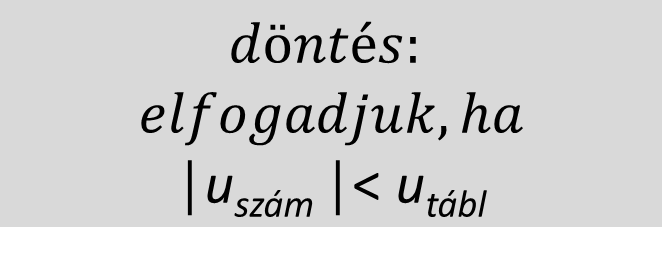 döntés:
elfogadjuk, ha
|u_szám |< u_tábl